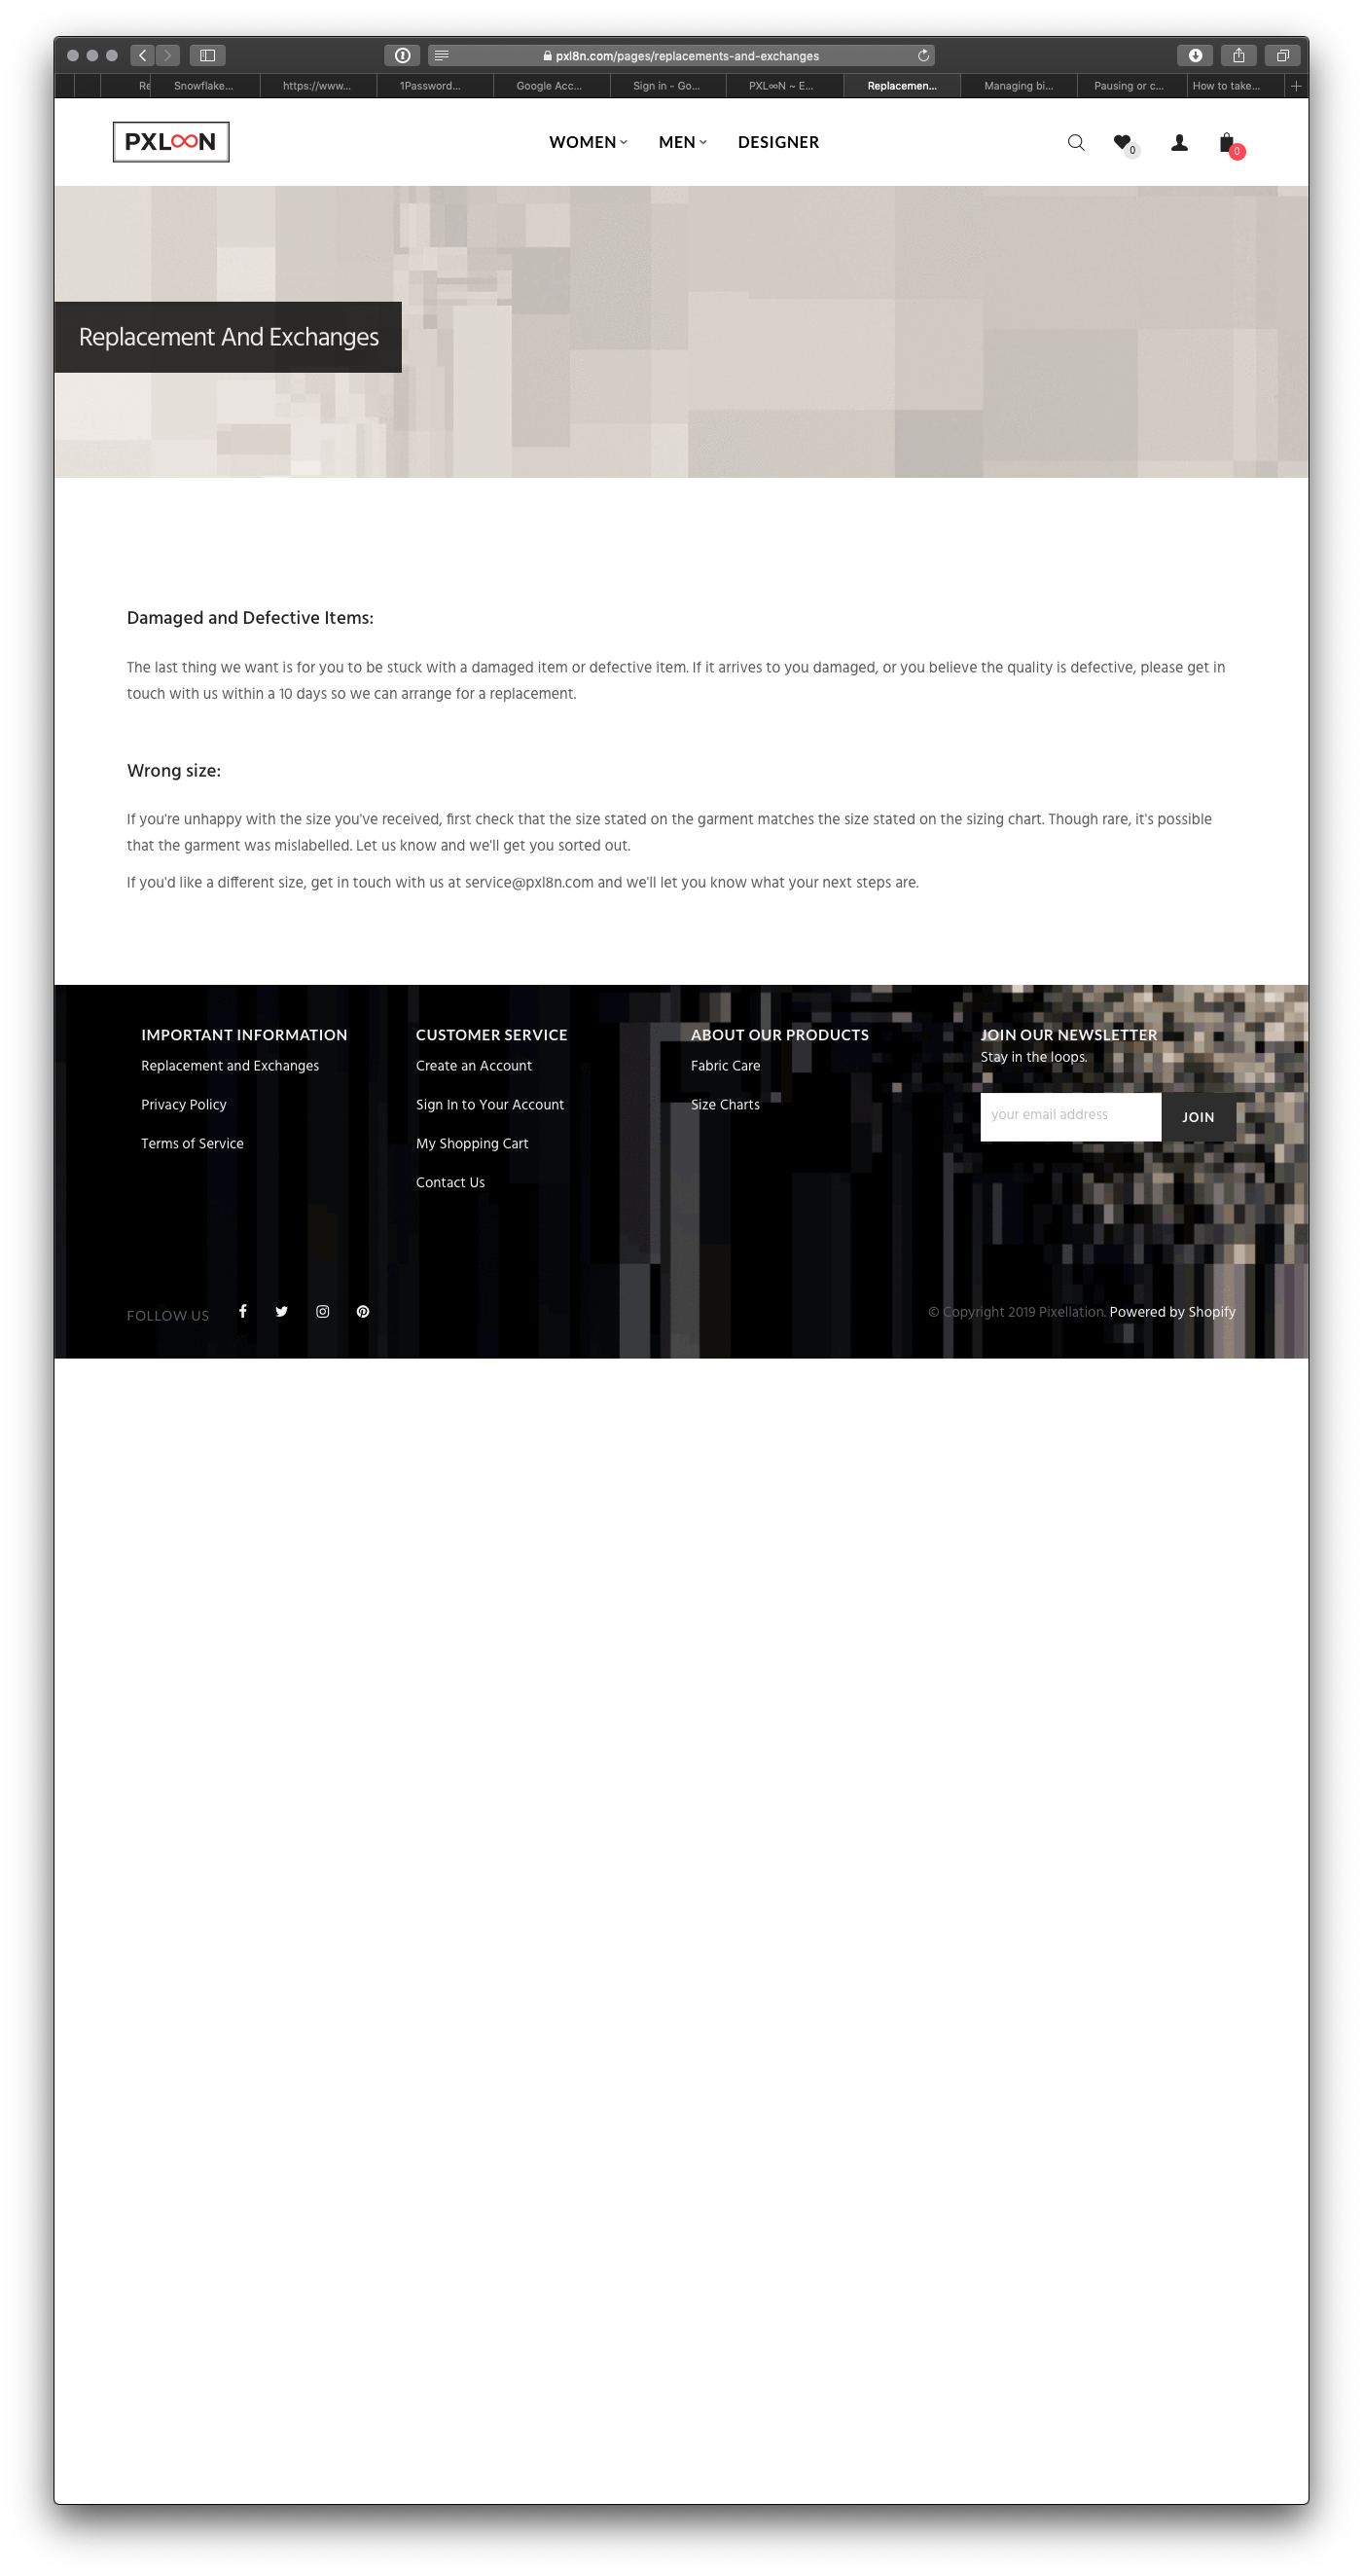 pxl8n.com/pages/replacements-and-exchanges
Re Snowflake... https://www... 1Password... Google Acc... Sign in - Go... PXL∞N ~ E... Replacemen... Managing bi... Pausing or c... How to take...
PXL∞N
WOMEN MEN DESIGNER
0 0
Replacement And Exchanges
Damaged and Defective Items:
The last thing we want is for you to be stuck with a damaged item or defective item. If it arrives to you damaged, or you believe the quality is defective, please get in
touch with us within a 10 days so we can arrange for a replacement.
Wrong size:
If you're unhappy with the size you've received, first check that the size stated on the garment matches the size stated on the sizing chart. Though rare, it's possible
that the garment was mislabelled. Let us know and we'll get you sorted out.
If you'd like a different size, get in touch with us at service@pxl8n.com and we'll let you know what your next steps are.
IMPORTANT INFORMATION
Replacement and Exchanges
Privacy Policy
Terms of Service
CUSTOMER SERVICE
Create an Account
Sign In to Your Account
My Shopping Cart
Contact Us
ABOUT OUR PRODUCTS
Fabric Care
Size Charts
JOIN OUR NEWSLETTER
Stay in the loops.
your email address JOIN
FOLLOW US
© Copyright 2019 Pixellation. Powered by Shopify